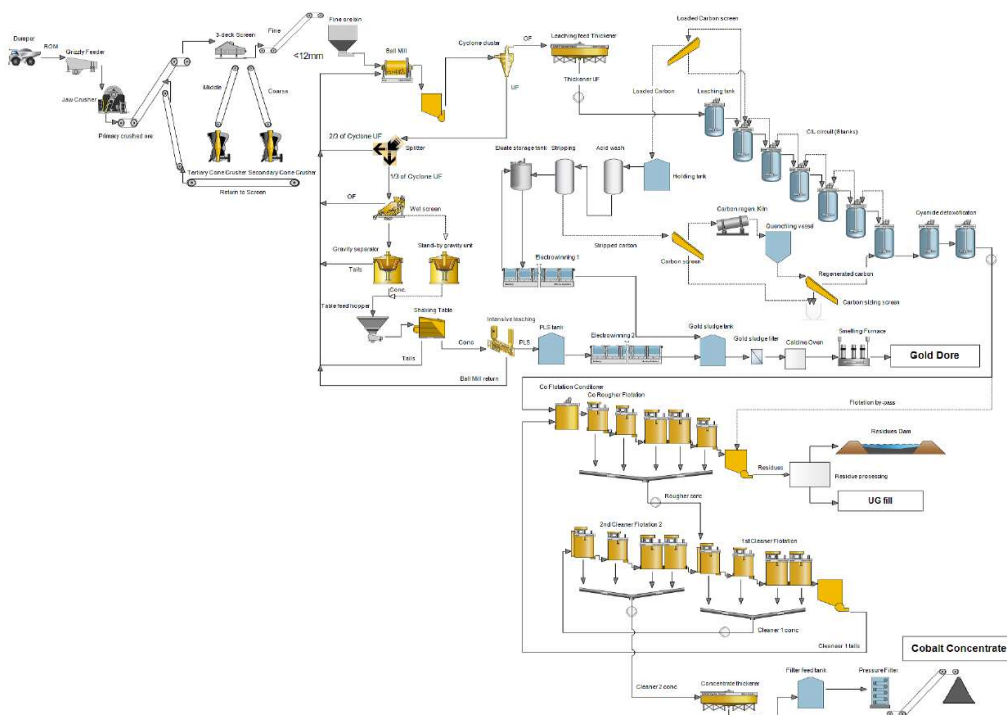 Dumper
ROM
Grizzly Feeder
Jaw Crusher
Primary crushed ore
3-deck Screen
Fine
Middle
Coarse
Tertiary Cone Crusher
Secondary Cone Crusher
Return to Screen
<12mm
Fine ore bin
Ball Mill
Cyclone cluster
OF
UF
Leaching feed Thickener
Thickener UF
Loaded Carbon screen
Loaded Carbon
Leaching tank
CIL circuit (8 tanks)
2/3 of Cyclone UF
Splitter
1/3 of Cyclone UF
OF
Wet screen
Gravity separator
Stand-by gravity unit
Tails
Conc
Table feed hopper
Shaking Table
Tails
Conc
Intensive leaching
PLS
Ball Mill return
Eluate storage tank
Stripping
Acid wash
Holding tank
Stripped carbon
Carbon regen. Kiln
Quenching vessel
Carbon screen
Regenerated carbon
Carbon sizing screen
Cyanide detoxification
Electrowinning 1
PLS tank
Electrowinning 2
Gold sludge tank
Gold sludge filter
Calcine Oven
Smelting Furnace
Gold Dore
Co Flotation Conditioner
Co Rougher Flotation
Flotation by-pass
Residues
Residue processing
Residues Dam
UG fill
Rougher conc
2nd Cleaner Flotation 2
1st Cleaner Flotation
Cleaner 1 conc
Cleaneer 1 tails
Cleaner 2 conc
Concentrate thickener
Filter feed tank
Pressure Filter
Cobalt Concentrate